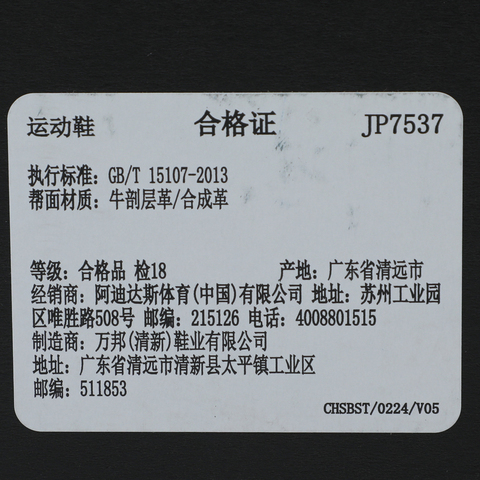 运动鞋 合格证 JP7537
执行标准：GB/T 15107-2013
帮面材质：牛剖层革/合成革
等级：合格品 检18 产地：广东省清远市
经销商：阿迪达斯体育(中国)有限公司 地址：苏州工业园
区唯胜路508号 邮编：215126 电话：4008801515
制造商：万邦(清新)鞋业有限公司
地址：广东省清远市清新县太平镇工业区
邮编：511853
CHSBST/0224/V05